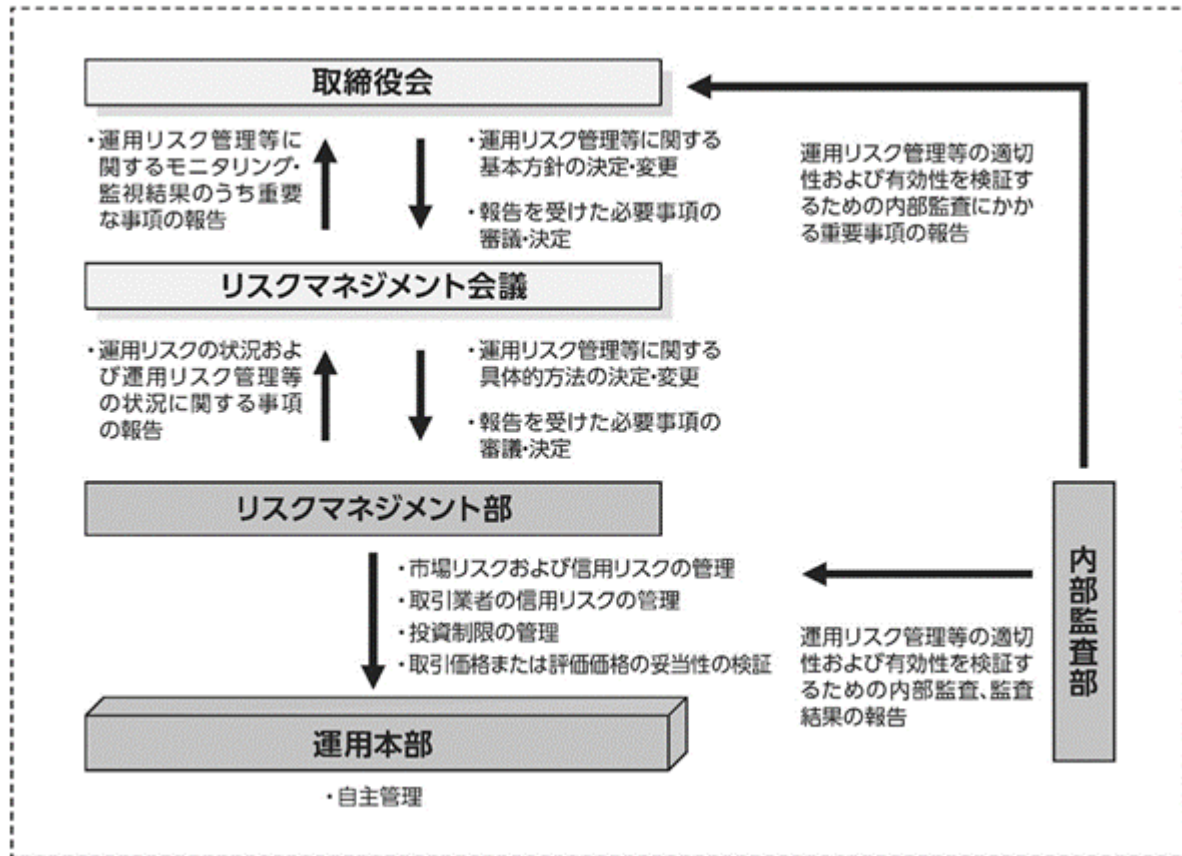 取締役会
・運用リスク管理等に
関するモニタリング・
監視結果のうち重要
な事項の報告
・運用リスク管理等に関する
基本方針の決定・変更
・報告を受けた必要事項の
審議・決定
運用リスク管理等の適切
性および有効性を検証す
るための内部監査にかか
る重要事項の報告
リスクマネジメント会議
・運用リスクの状況およ
び運用リスク管理等
の状況に関する事項
の報告
・運用リスク管理等に関する
具体的方法の決定・変更
・報告を受けた必要事項の
審議・決定
リスクマネジメント部
・市場リスクおよび信用リスクの管理
・取引業者の信用リスクの管理
・投資制限の管理
・取引価格または評価価格の妥当性の検証
内部監査部
運用リスク管理等の適切
性および有効性を検証す
るための内部監査、監査
結果の報告
運用本部
・自主管理